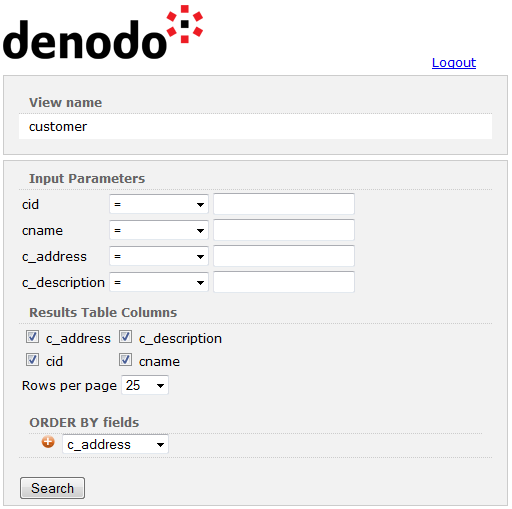 denodo
Logout
View name
customer
Input Parameters
cid =
cname =
c_address =
c_description =
Results Table Columns
c_address c_description
cid cname
Rows per page 25
ORDER BY fields
c_address
Search